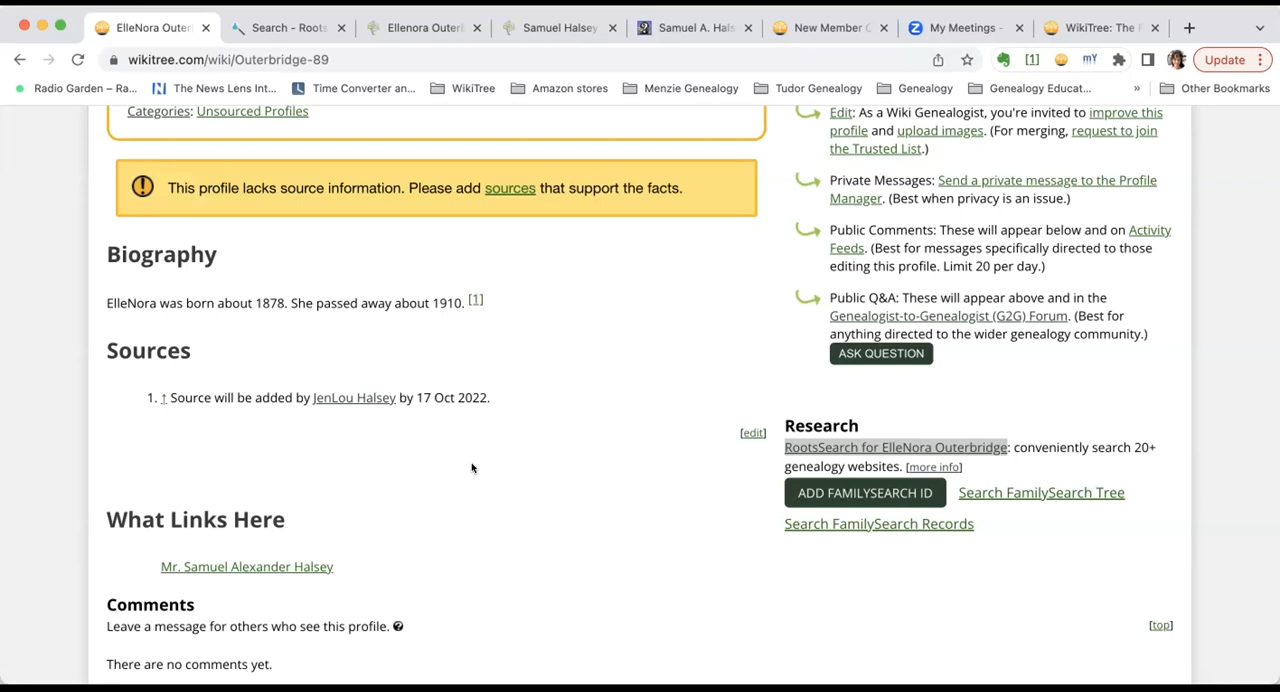 ElleNora Outer
Search - Roots
Ellenora Outer
Samuel Halsey
Samuel A. Hals
New Member
My Meetings -
WikiTree: The
wikitree.com/wiki/Outerbridge-89
[1]
mY
Update
Radio Garden – Ra...
The News Lens Int...
Time Converter an...
WikiTree
Amazon stores
Menzie Genealogy
Tudor Genealogy
Genealogy
Genealogy Educat...
»
Other Bookmarks
Categories: Unsourced Profiles
This profile lacks source information. Please add sources that support the facts.
Biography
ElleNora was born about 1878. She passed away about 1910. [1]
Sources
1. ↑ Source will be added by JenLou Halsey by 17 Oct 2022.
[edit]
What Links Here
Mr. Samuel Alexander Halsey
Comments
Leave a message for others who see this profile.
[top]
There are no comments yet.
Edit: As a Wiki Genealogist, you're invited to improve this
profile and upload images. (For merging, request to join
the Trusted List.)
Private Messages: Send a private message to the Profile
Manager. (Best when privacy is an issue.)
Public Comments: These will appear below and on Activity
Feeds. (Best for messages specifically directed to those
editing this profile. Limit 20 per day.)
Public Q&A: These will appear above and in the
Genealogist-to-Genealogist (G2G) Forum. (Best for
anything directed to the wider genealogy community.)
ASK QUESTION
Research
RootsSearch for ElleNora Outerbridge: conveniently search 20+
genealogy websites. [more info]
ADD FAMILYSEARCH ID
Search FamilySearch Tree
Search FamilySearch Records